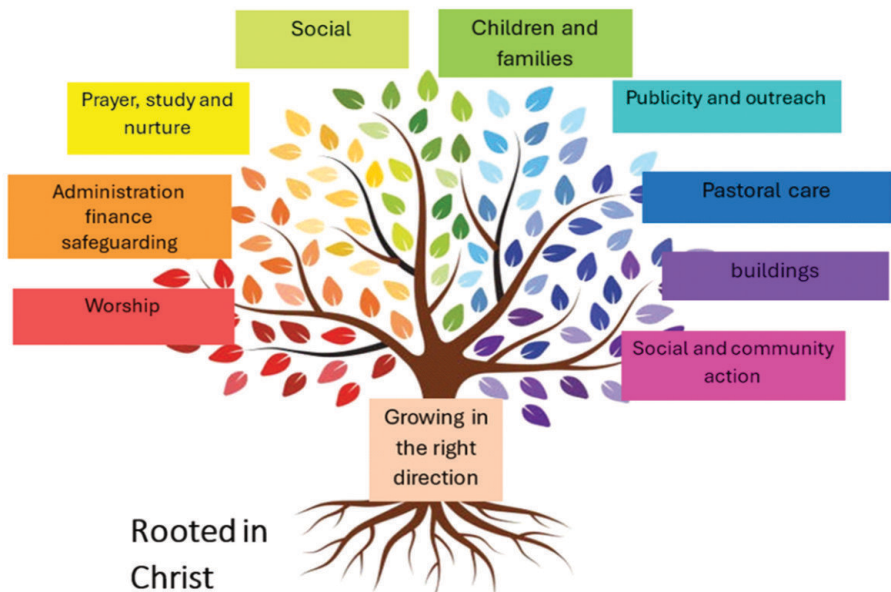 Social
Children and
families
Prayer, study and
nurture
Publicity and outreach
Administration
finance
safeguarding
Pastoral care
buildings
Worship
Social and community
action
Growing in
the right
direction
Rooted in
Christ